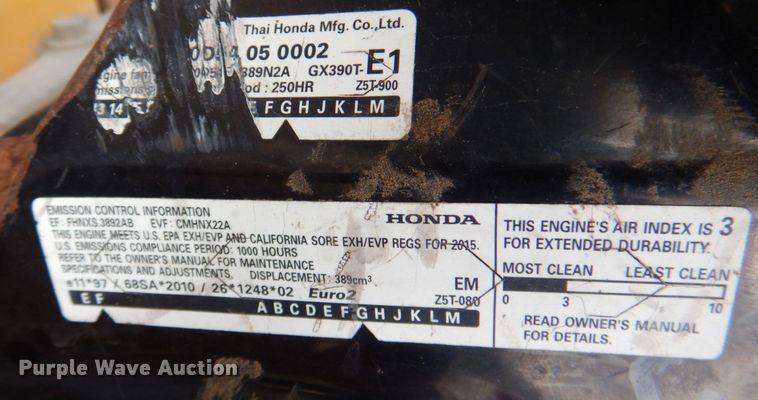 Thai Honda Mfg. Co.,Ltd.
05 0002
389N2A GX390T-E1
: 250HR Z5T-900
EFGHJKLM
EMISSION CONTROL INFORMATION
EF: FHNXS.3892AB EVF: CMHNX22A HONDA
THIS ENGINE MEETS U.S. EPA EXH/EVP AND CALIFORNIA SORE EXH/EVP REGS FOR 2015.
U.S. EMISSIONS COMPLIANCE PERIOD: 1000 HOURS
REFER TO THE OWNER'S MANUAL FOR MAINTENANCE
SPECIFICATIONS AND ADJUSTMENTS. DISPLACEMENT: 389cm³ EM
e11*97 / 68SA*2010 / 26*1248*02 Euro2 Z5T-080
EF ABCDEFGHJKLM
THIS ENGINE'S AIR INDEX IS 3
FOR EXTENDED DURABILITY.
MOST CLEAN LEAST CLEAN
0 3 10
READ OWNER'S MANUAL
FOR DETAILS.
Purple Wave Auction